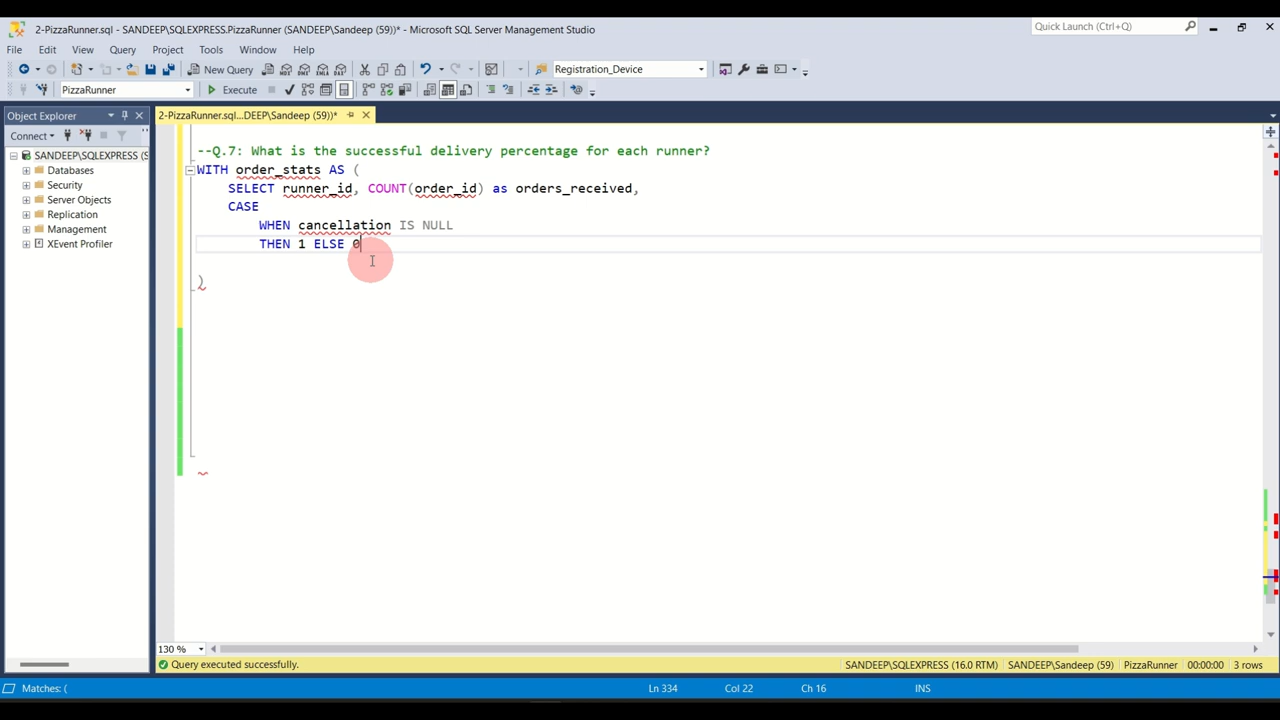 2-PizzaRunner.sql - SANDEEP\SQLEXPRESS.PizzaRunner (SANDEEP\Sandeep (59))* - Microsoft SQL Server Management Studio
Quick Launch (Ctrl+Q)
File Edit View Query Project Tools Window Help
New Query
Registration_Device
PizzaRunner
Execute
Object Explorer
2-PizzaRunner.sql...DEEP\Sandeep (59))*
Connect
SANDEEP\SQLEXPRESS (S
Databases
Security
Server Objects
Replication
Management
XEvent Profiler
--Q.7: What is the successful delivery percentage for each runner?
WITH order_stats AS (
SELECT runner_id, COUNT(order_id) as orders_received,
CASE
WHEN cancellation IS NULL
THEN 1 ELSE 0
)
130 %
Query executed successfully.
SANDEEP\SQLEXPRESS (16.0 RTM) SANDEEP\Sandeep (59) PizzaRunner 00:00:00 3 rows
Matches: (
Ln 334 Col 22 Ch 16 INS